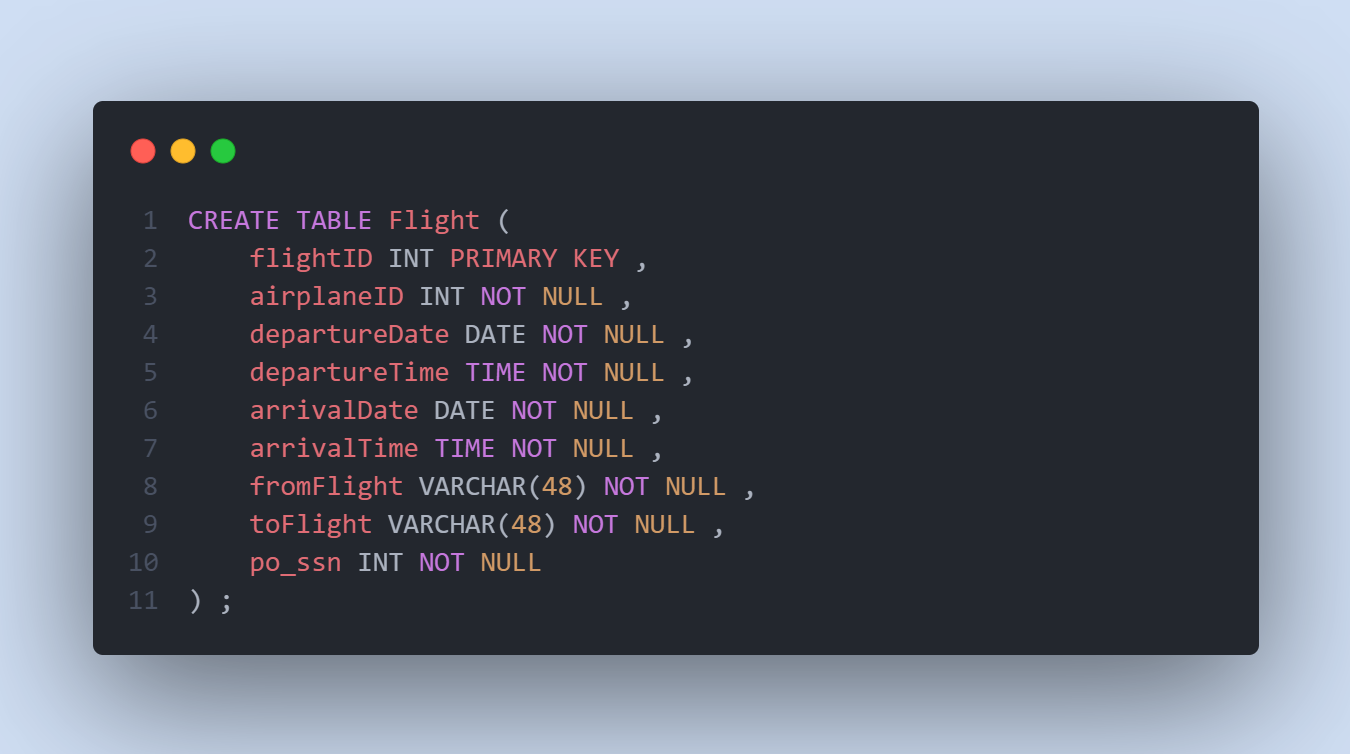 1 CREATE TABLE Flight (
2 flightID INT PRIMARY KEY ,
3 airplaneID INT NOT NULL ,
4 departureDate DATE NOT NULL ,
5 departureTime TIME NOT NULL ,
6 arrivalDate DATE NOT NULL ,
7 arrivalTime TIME NOT NULL ,
8 fromFlight VARCHAR(48) NOT NULL ,
9 toFlight VARCHAR(48) NOT NULL ,
10 po_ssn INT NOT NULL
11 ) ;